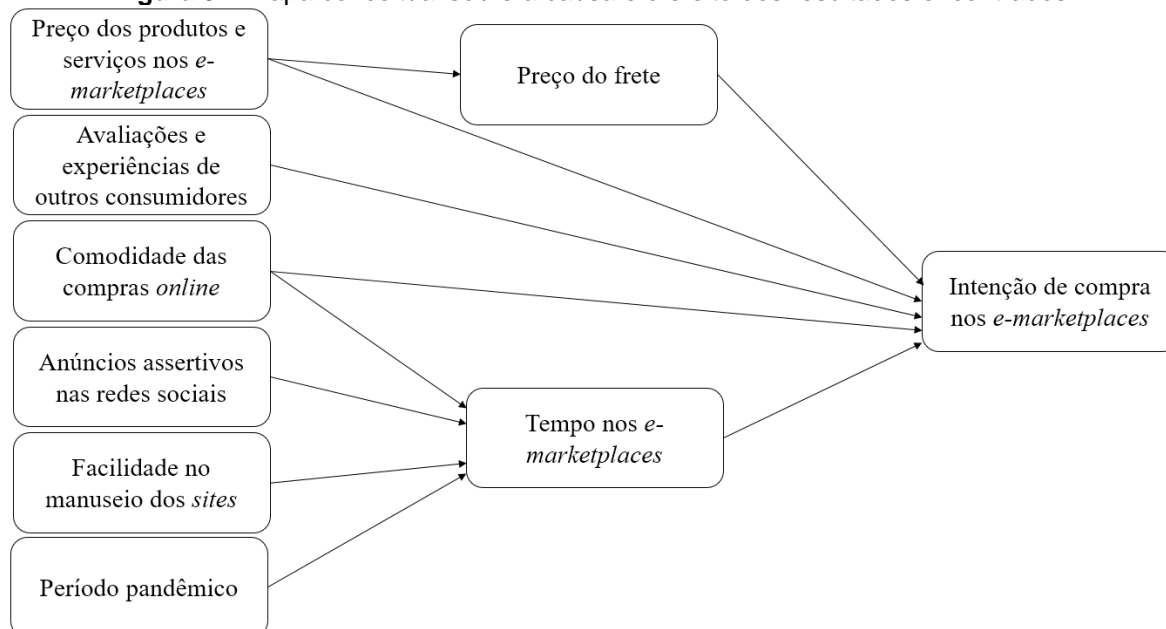 Preço dos produtos e
serviços nos e-
marketplaces
Preço do frete
Avaliações e
experiências de
outros consumidores
Comodidade das
compras online
Intenção de compra
nos e-marketplaces
Anúncios assertivos
nas redes sociais
Tempo nos e-
marketplaces
Facilidade no
manuseio dos sites
Período pandêmico